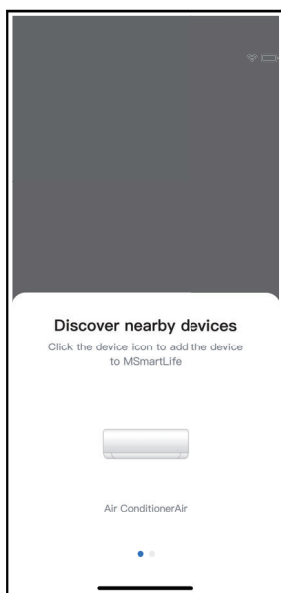 Discover nearby devices
Click the device icon to add the device
to MSmartLife
Air ConditionerAir